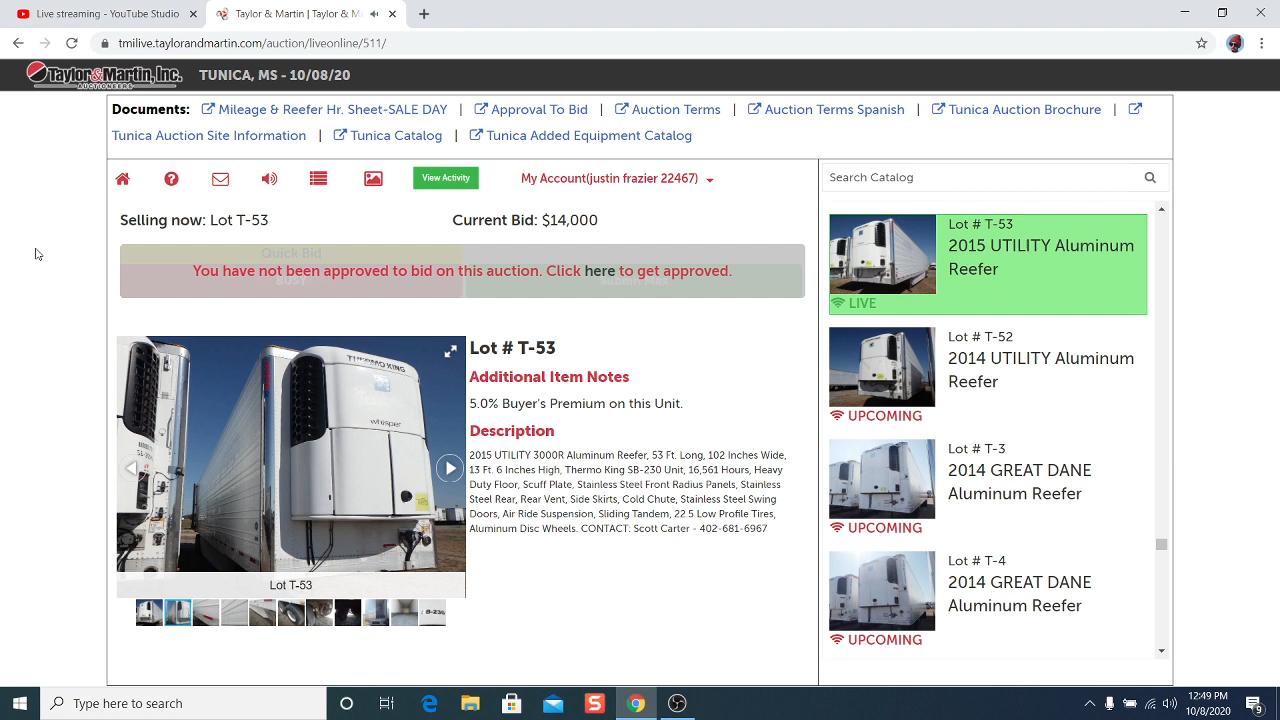 Live streaming - YouTube Studio
Taylor & Martin | Taylor & M
tmlive.taylorandmartin.com/auction/liveonline/511/
Taylor&Martin, Inc.
AUCTIONEERS
TUNICA, MS - 10/08/20
Documents: Mileage & Reefer Hr. Sheet-SALE DAY | Approval To Bid | Auction Terms | Auction Terms Spanish | Tunica Auction Brochure |
Tunica Auction Site Information | Tunica Catalog | Tunica Added Equipment Catalog
View Activity
My Account(justin frazier 22467)
Search Catalog
Selling now: Lot T-53
Current Bid: $14,000
Quick Bid
You have not been approved to bid on this auction. Click here to get approved.
Submit Max
THERMO KING
whisper
Lot T-53
Lot # T-53
Additional Item Notes
5.0% Buyer's Premium on this Unit.
Description
2015 UTILITY 3000R Aluminum Reefer, 53 Ft. Long, 102 Inches Wide,
13 Ft. 6 Inches High, Thermo King SB-230 Unit, 16,561 Hours, Heavy
Duty Floor, Scuff Plate, Stainless Steel Front Radius Panels, Stainless
Steel Rear, Rear Vent, Side Skirts, Cold Chute, Stainless Steel Swing
Doors, Air Ride Suspension, Sliding Tandem, 22.5 Low Profile Tires,
Aluminum Disc Wheels. CONTACT: Scott Carter - 402-681-6967
Lot # T-53
2015 UTILITY Aluminum
Reefer
LIVE
Lot # T-52
2014 UTILITY Aluminum
Reefer
UPCOMING
Lot # T-3
2014 GREAT DANE
Aluminum Reefer
UPCOMING
Lot # T-4
2014 GREAT DANE
Aluminum Reefer
UPCOMING
Type here to search
12:49 PM
10/8/2020
9